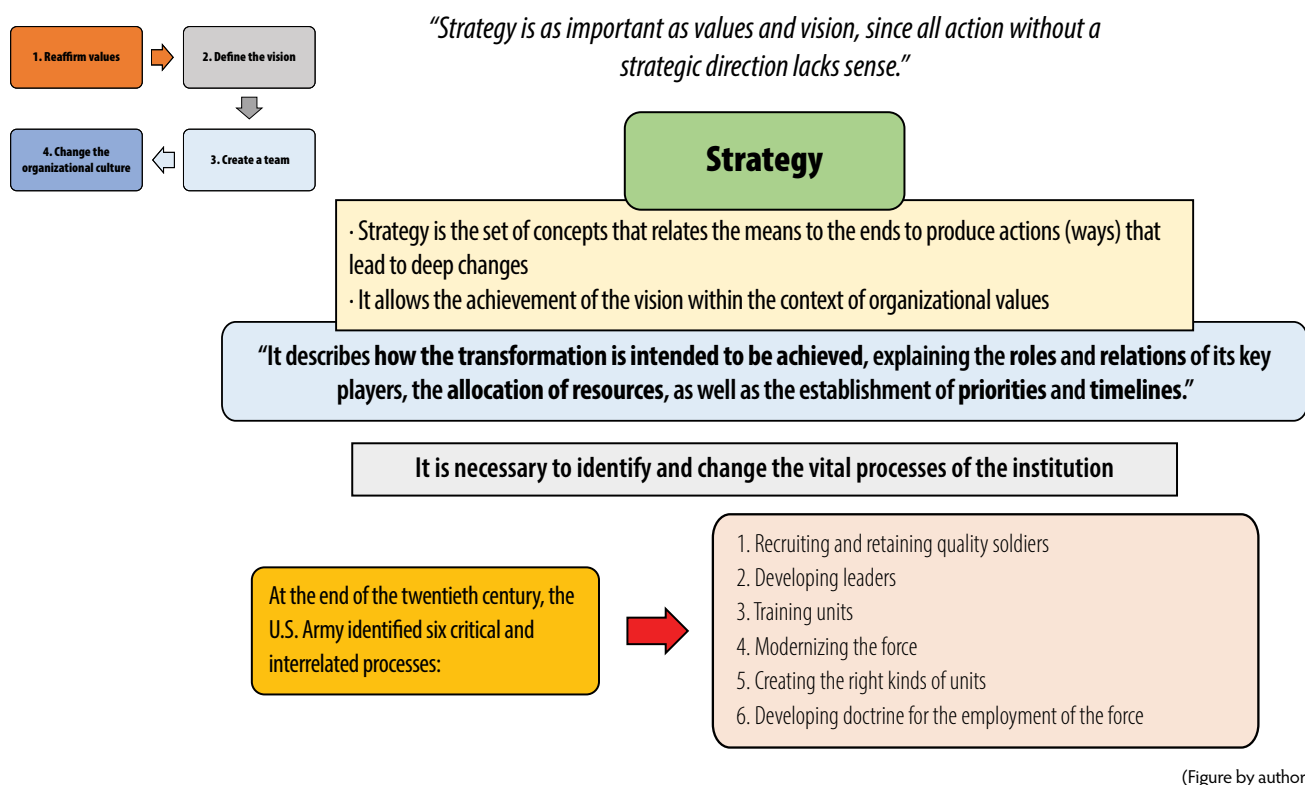 1. Reaffirm values
2. Define the vision
4. Change the
organizational culture
3. Create a team
“Strategy is as important as values and vision, since all action without a
strategic direction lacks sense.”
Strategy
· Strategy is the set of concepts that relates the means to the ends to produce actions (ways) that
lead to deep changes
· It allows the achievement of the vision within the context of organizational values
“It describes how the transformation is intended to be achieved, explaining the roles and relations of its key
players, the allocation of resources, as well as the establishment of priorities and timelines.”
It is necessary to identify and change the vital processes of the institution
At the end of the twentieth century, the
U.S. Army identified six critical and
interrelated processes:
1. Recruiting and retaining quality soldiers
2. Developing leaders
3. Training units
4. Modernizing the force
5. Creating the right kinds of units
6. Developing doctrine for the employment of the force
(Figure by author